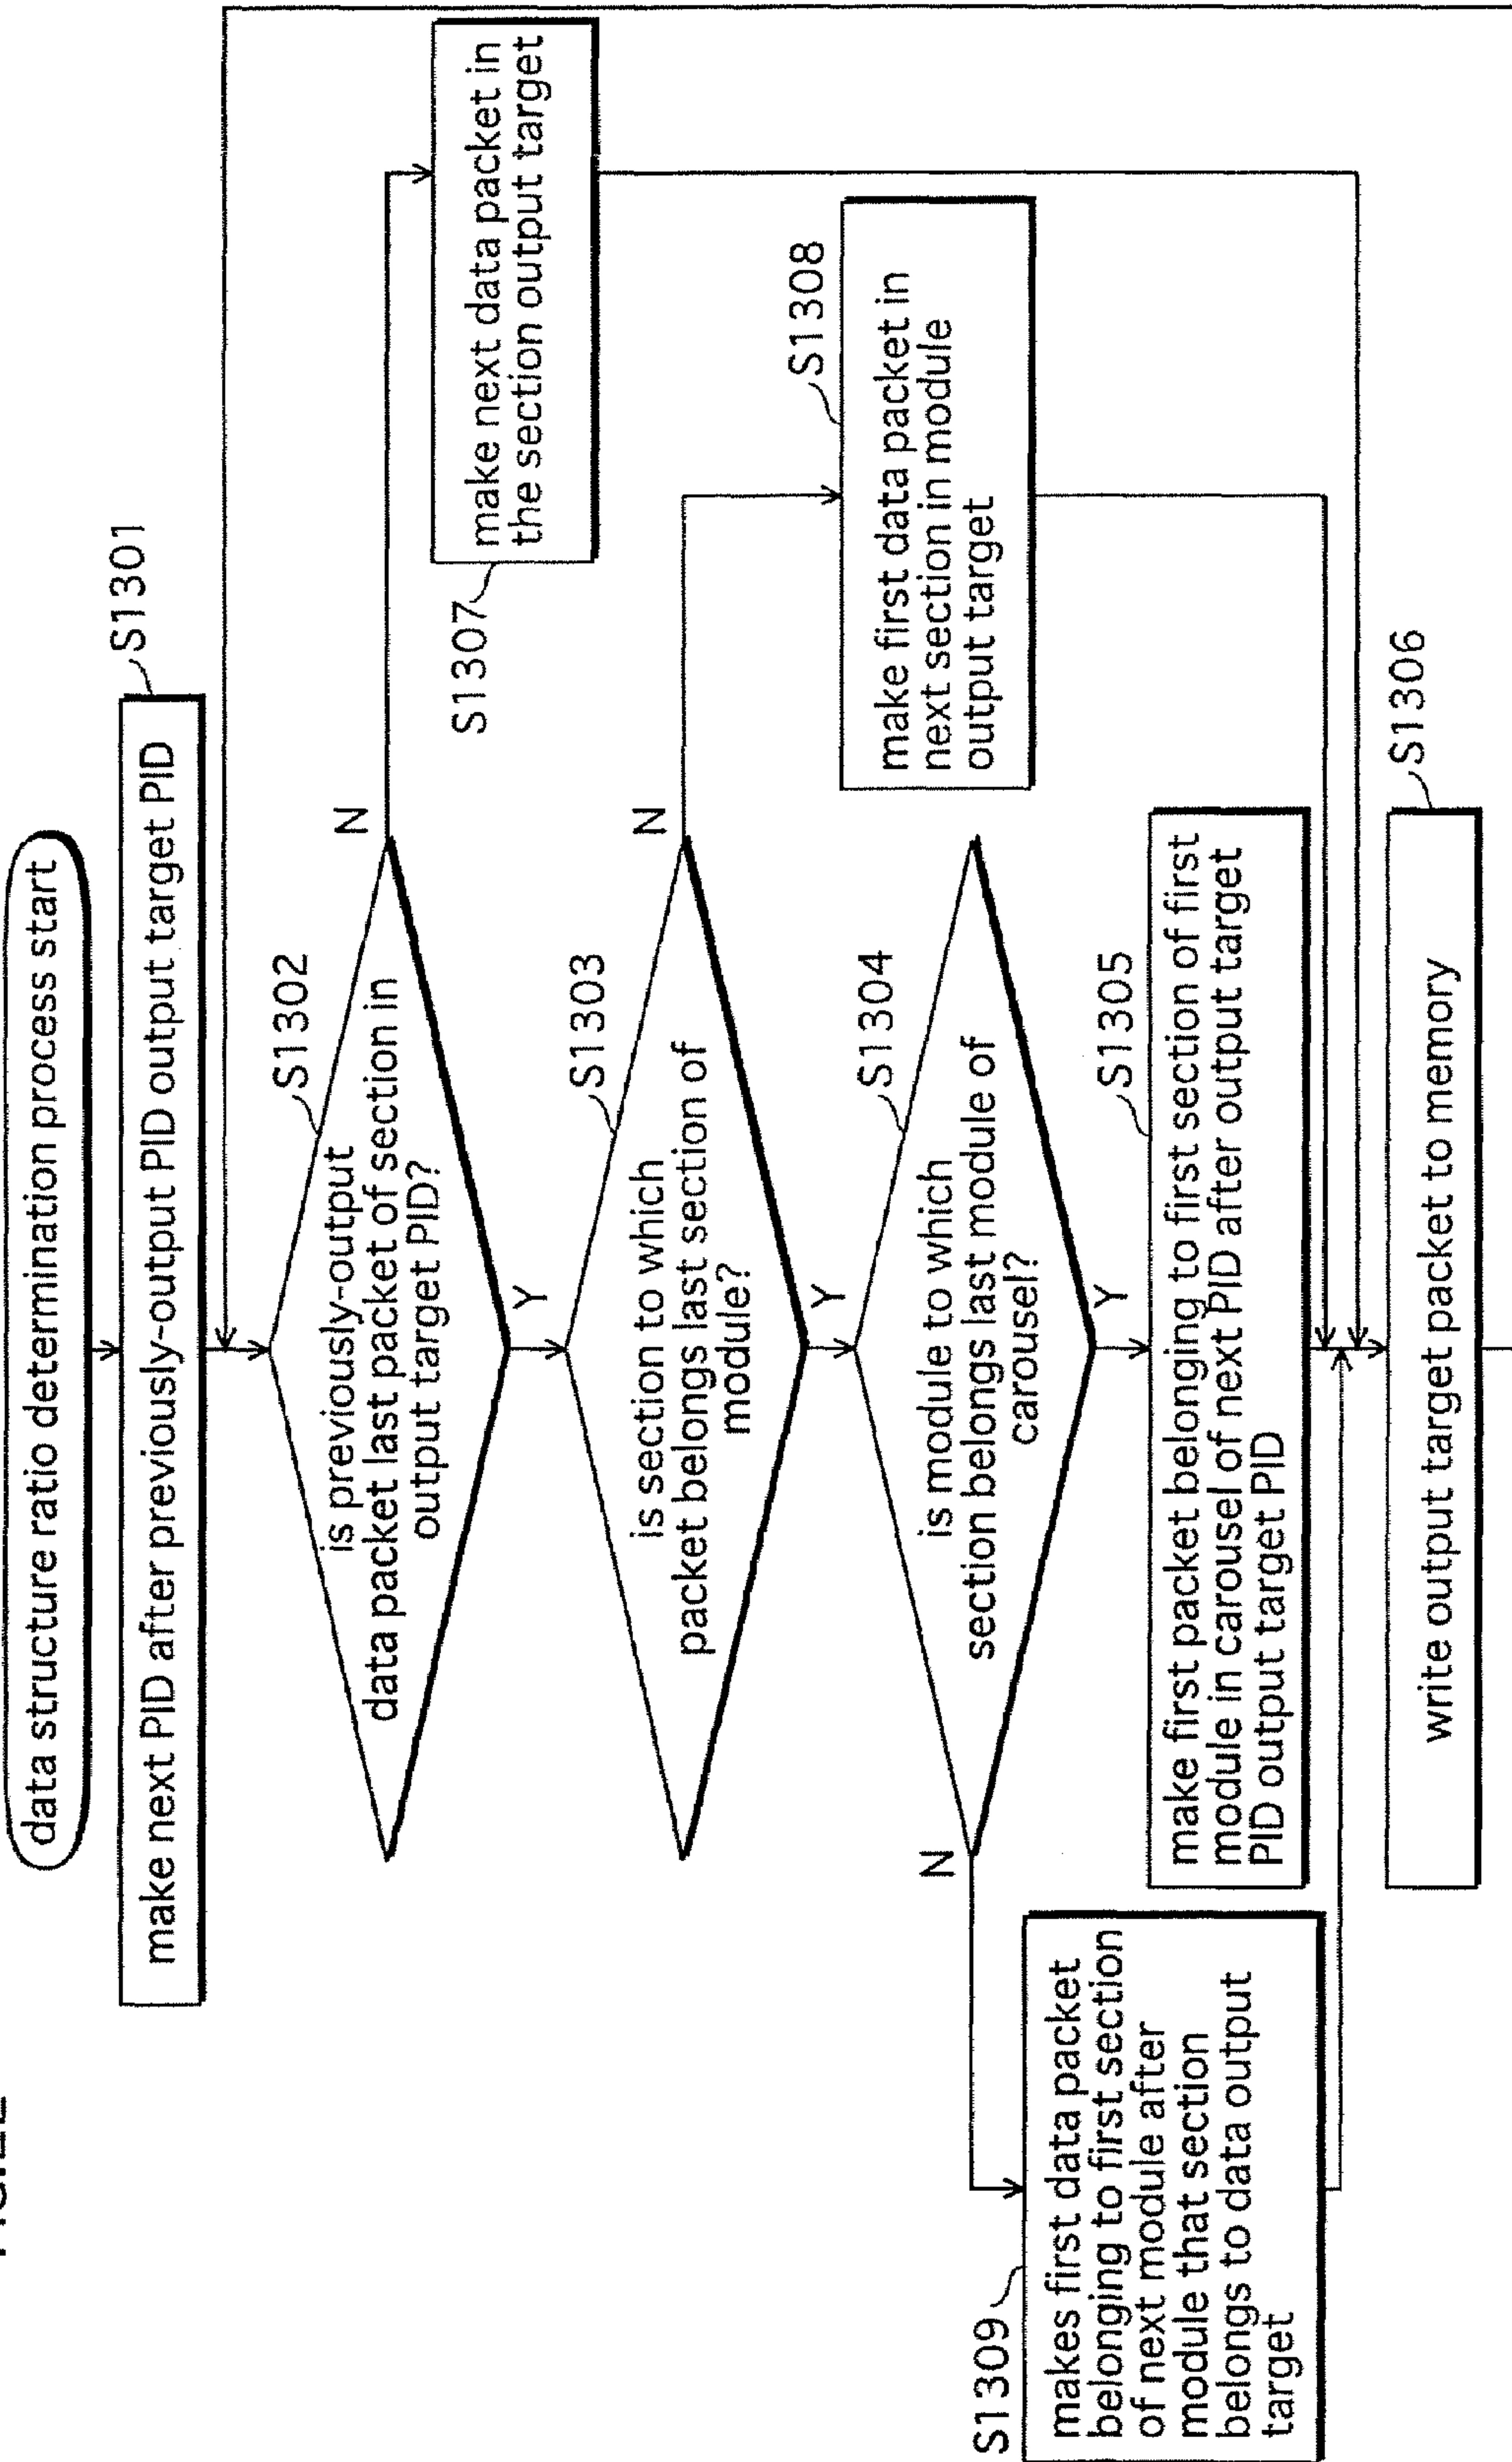 data structure ratio determination process start
S1301
make next PID after previously-output PID output target PID
S1302
is previously-output
data packet last packet of section in
output target PID?
N
Y
S1307
make next data packet in
the section output target
S1303
is section to which
packet belongs last section of
module?
N
Y
S1308
make first data packet in
next section in module
output target
S1304
is module to which
section belongs last module of
carousel?
N
Y
S1309
makes first data packet
belonging to first section
of next module after
module that section
belongs to data output
target
S1305
make first packet belonging to first section of first
module in carousel of next PID after output target
PID output target PID
S1306
write output target packet to memory